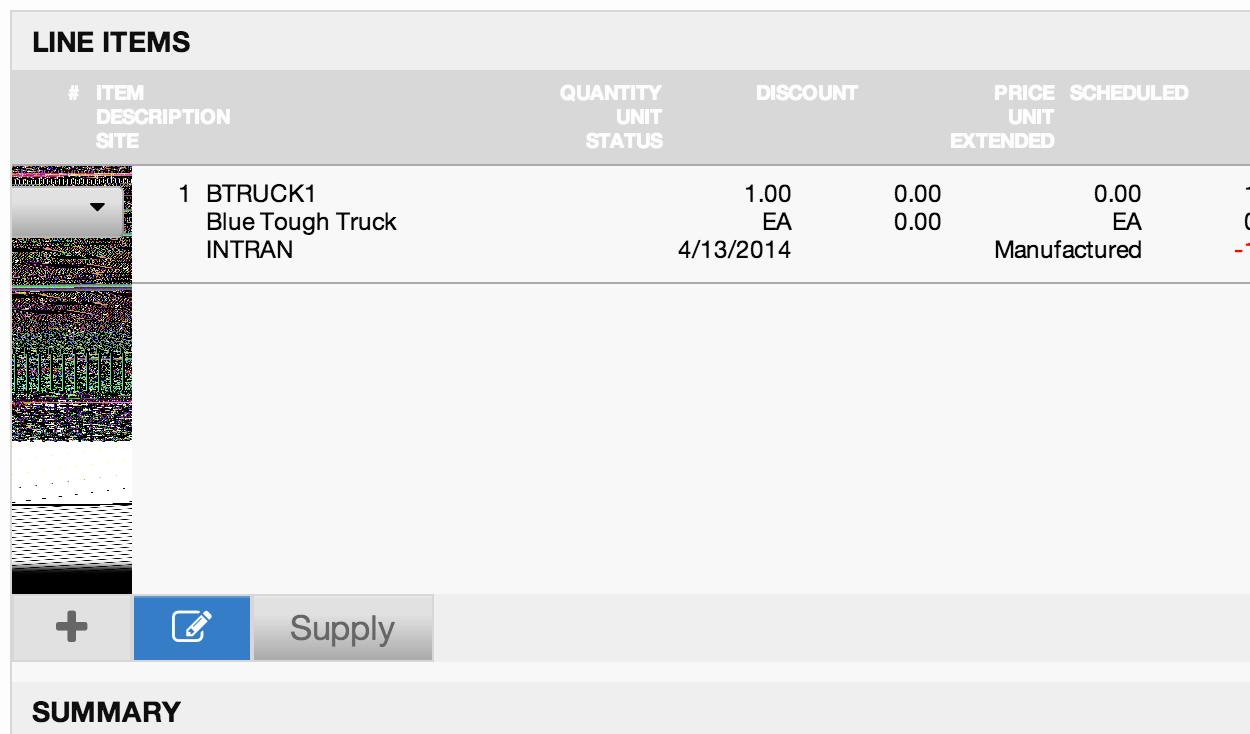 LINE ITEMS
# ITEM QUANTITY DISCOUNT PRICE SCHEDULED
DESCRIPTION UNIT UNIT
SITE STATUS EXTENDED
1 BTRUCK1 1.00 0.00 0.00
Blue Tough Truck EA 0.00 EA
INTRAN 4/13/2014 Manufactured
Supply
SUMMARY